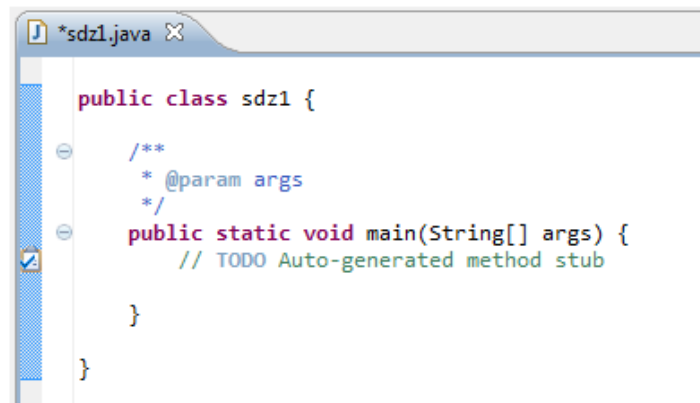 *sdz1.java
public class sdz1 {
/**
* @param args
*/
public static void main(String[] args) {
// TODO Auto-generated method stub
}
}